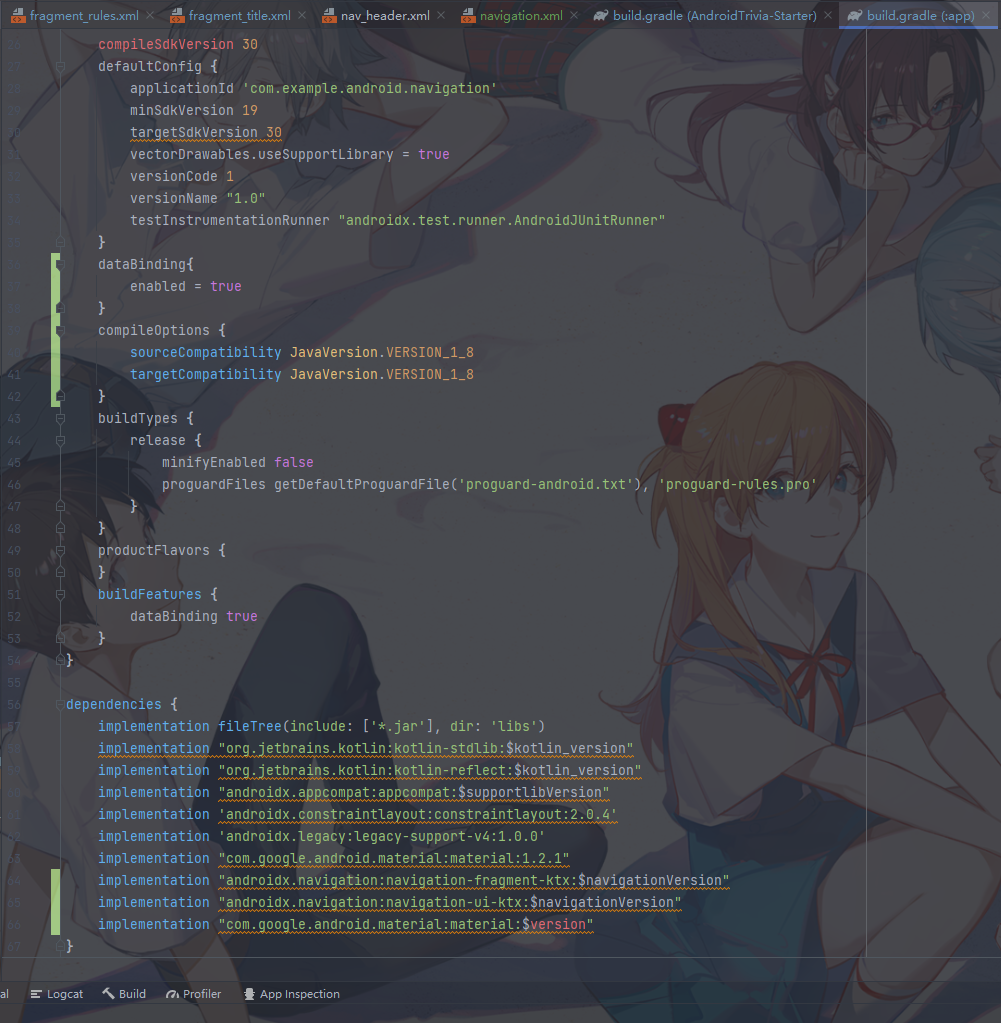 fragment_rules.xml fragment_title.xml nav_header.xml navigation.xml build.gradle (AndroidTrivia-Starter) build.gradle (:app)
compileSdkVersion 30
defaultConfig {
applicationId 'com.example.android.navigation'
minSdkVersion 19
targetSdkVersion 30
vectorDrawables.useSupportLibrary = true
versionCode 1
versionName "1.0"
testInstrumentationRunner "androidx.test.runner.AndroidJUnitRunner"
}
dataBinding{
enabled = true
}
compileOptions {
sourceCompatibility JavaVersion.VERSION_1_8
41 targetCompatibility JavaVersion.VERSION_1_8
42 }
43 buildTypes {
44 release {
45 minifyEnabled false
46 proguardFiles getDefaultProguardFile('proguard-android.txt'), 'proguard-rules.pro'
47 }
48 }
49 productFlavors {
50 }
51 buildFeatures {
52 dataBinding true
53 }
54 }
55
56 dependencies {
57 implementation fileTree(include: ['*.jar'], dir: 'libs')
implementation "org.jetbrains.kotlin:kotlin-stdlib:$kotlin_version"
implementation "org.jetbrains.kotlin:kotlin-reflect:$kotlin_version"
implementation "androidx.appcompat:appcompat:$supportlibVersion"
implementation 'androidx.constraintlayout:constraintlayout:2.0.4'
implementation 'androidx.legacy:legacy-support-v4:1.0.0'
implementation "com.google.android.material:material:1.2.1"
implementation "androidx.navigation:navigation-fragment-ktx:$navigationVersion"
65 implementation "androidx.navigation:navigation-ui-ktx:$navigationVersion"
66 implementation "com.google.android.material:material:$version"
67 }
al Logcat Build Profiler App Inspection